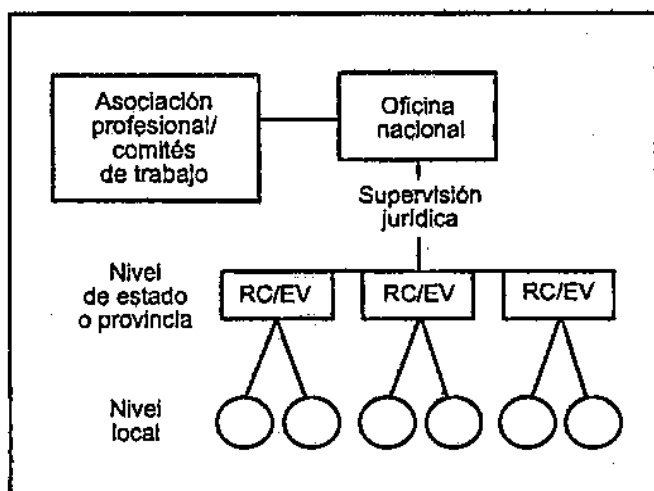 Asociación
profesional/
comités
de trabajo
Oficina
nacional
Supervisión
jurídica
Nivel
de estado
o provincia
RC/EV
RC/EV
RC/EV
Nivel
local